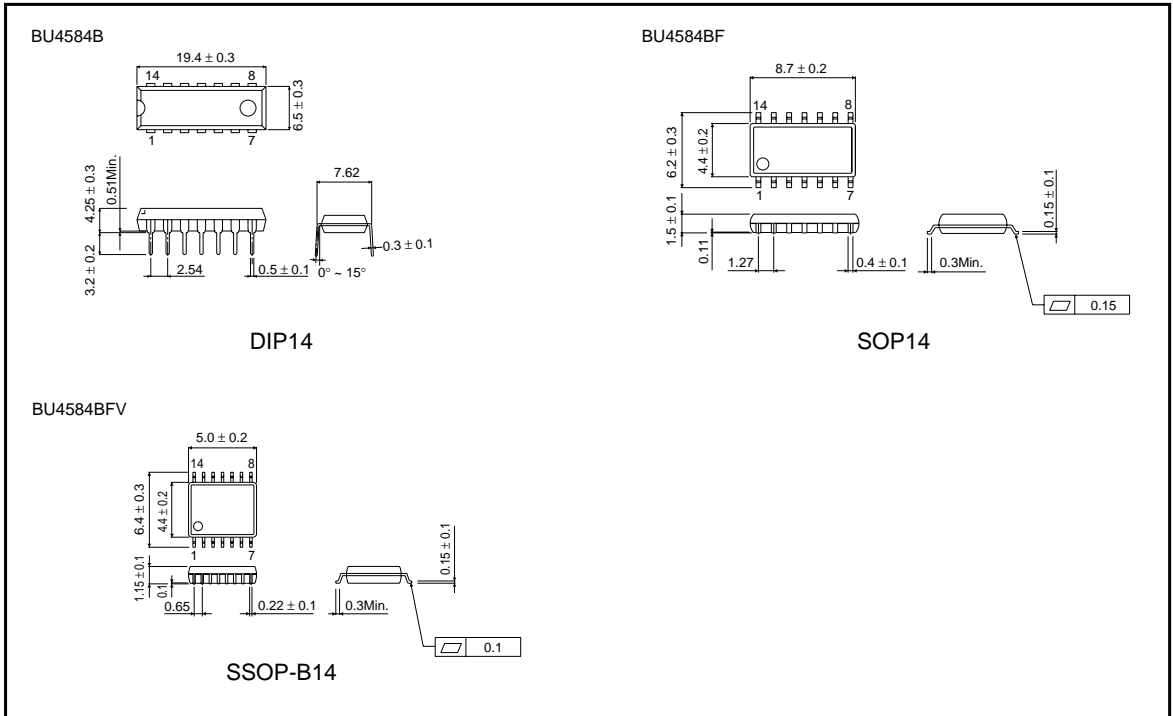 BU4584B
19.4 ± 0.3
14 8
6.5 ± 0.3
1 7
4.25 ± 0.3
0.51Min.
3.2 ± 0.2
2.54
0.5 ± 0.1
7.62
0.3 ± 0.1
0° ~ 15°
DIP14
BU4584BF
8.7 ± 0.2
14 8
6.2 ± 0.3
4.4 ± 0.2
1 7
1.5 ± 0.1
0.11
1.27
0.4 ± 0.1
0.3Min.
0.15 ± 0.1
0.15
SOP14
BU4584BFV
5.0 ± 0.2
14 8
6.4 ± 0.3
4.4 ± 0.2
1 7
1.15 ± 0.1
0.1
0.65
0.22 ± 0.1
0.3Min.
0.15 ± 0.1
0.1
SSOP-B14